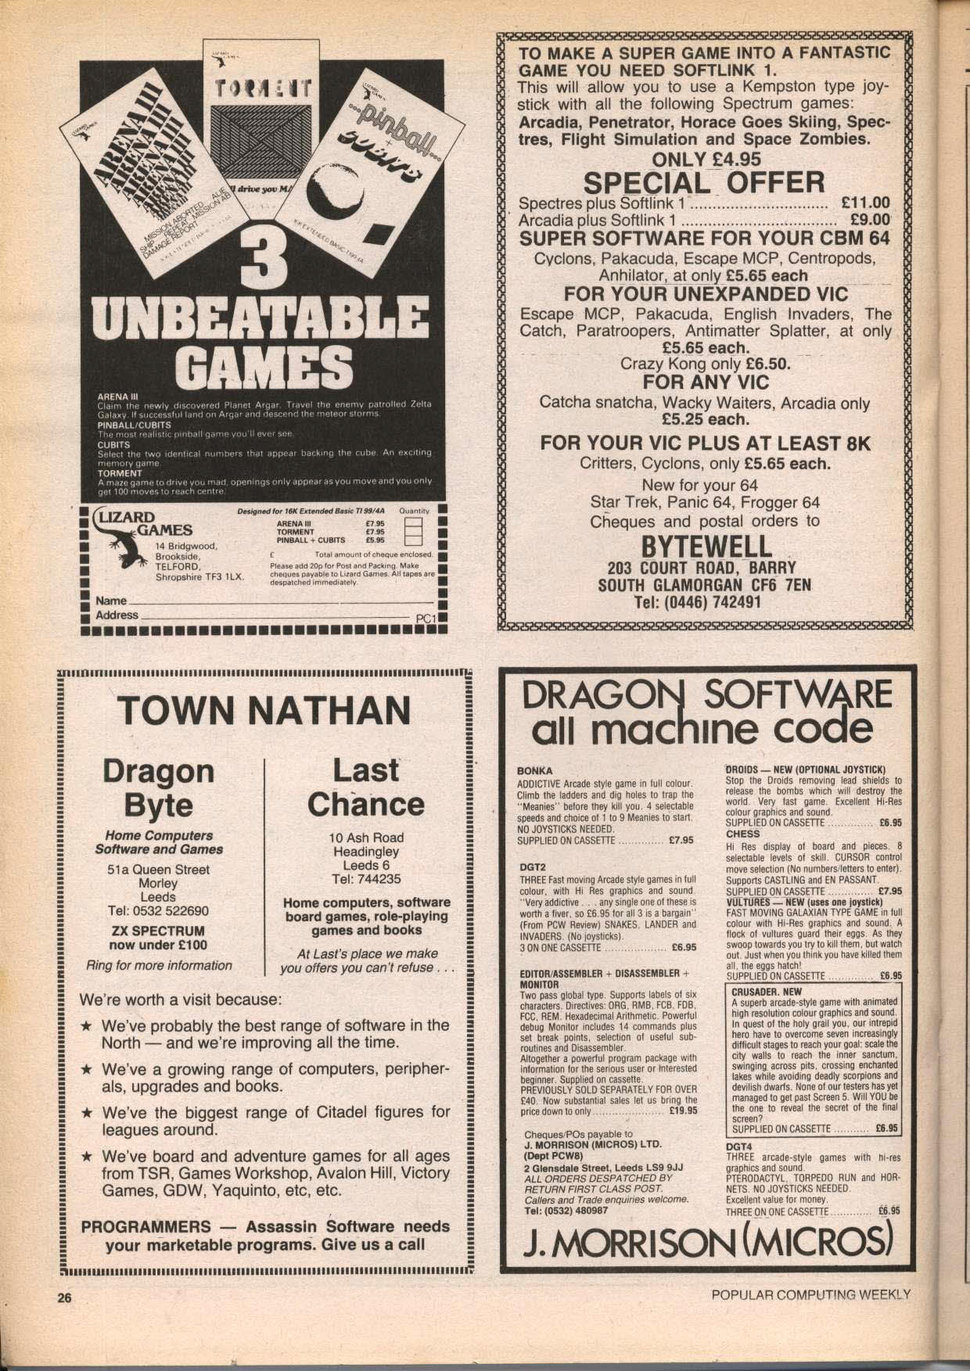 TORMENT
ARENA III
ARENA III
ARENA III
ARENA III
pinball
+
CUBITS
drive you
MISSION ABORTED
DAMAGE REPORT
3
UNBEATABLE
GAMES
ARENA III
Claim the newly discovered Planet Argar. Travel the enemy patrolled Zelta
Galaxy. If successful land on Argar and descend the meteor storms.
PINBALL/CUBITS
The most realistic pinball game you'll ever see.
CUBITS
Select the two identical numbers that appear backing the cube. An exciting
memory game.
TORMENT
A maze game to drive you mad, openings only appear as you move and you only
get 100 moves to reach centre.
LIZARD
GAMES
14 Bridgwood,
Brookside,
TELFORD,
Shropshire TF3 1LX.
Designed for 16K Extended Basic TI 99/4A Quantity
ARENA III £7.95
TORMENT £7.95
PINBALL + CUBITS £5.95
£ Total amount of cheque enclosed.
Please add 20p for Post and Packing. Make
cheques payable to Lizard Games. All tapes are
despatched immediately.
Name
Address
PC1
TO MAKE A SUPER GAME INTO A FANTASTIC
GAME YOU NEED SOFTLINK 1.
This will allow you to use a Kempston type joy-
stick with all the following Spectrum games:
Arcadia, Penetrator, Horace Goes Skiing, Spec-
tres, Flight Simulation and Space Zombies.
ONLY £4.95
SPECIAL OFFER
Spectres plus Softlink 1 .............................. £11.00
Arcadia plus Softlink 1 .............................. £9.00
SUPER SOFTWARE FOR YOUR CBM 64
Cyclons, Pakacuda, Escape MCP, Centropods,
Anhilator, at only £5.65 each
FOR YOUR UNEXPANDED VIC
Escape MCP, Pakacuda, English Invaders, The
Catch, Paratroopers, Antimatter Splatter, at only
£5.65 each.
Crazy Kong only £6.50.
FOR ANY VIC
Catcha snatcha, Wacky Waiters, Arcadia only
£5.25 each.
FOR YOUR VIC PLUS AT LEAST 8K
Critters, Cyclons, only £5.65 each.
New for your 64
Star Trek, Panic 64, Frogger 64
Cheques and postal orders to
BYTEWELL
203 COURT ROAD, BARRY
SOUTH GLAMORGAN CF6 7EN
Tel: (0446) 742491
TOWN NATHAN
Dragon
Byte
Home Computers
Software and Games
51a Queen Street
Morley
Leeds
Tel: 0532 522690
ZX SPECTRUM
now under £100
Ring for more information
Last
Chance
10 Ash Road
Headingley
Leeds 6
Tel: 744235
Home computers, software
board games, role-playing
games and books
At Last's place we make
you offers you can't refuse . . .
We're worth a visit because:
★ We've probably the best range of software in the
North — and we're improving all the time.
★ We've a growing range of computers, peripher-
als, upgrades and books.
★ We've the biggest range of Citadel figures for
leagues around.
★ We've board and adventure games for all ages
from TSR, Games Workshop, Avalon Hill, Victory
Games, GDW, Yaquinto, etc, etc.
PROGRAMMERS — Assassin Software needs
your marketable programs. Give us a call
DRAGON SOFTWARE
all machine code
BONKA
ADDICTIVE Arcade style game in full colour.
Climb the ladders and dig holes to trap the
"Meanies" before they kill you. 4 selectable
speeds and choice of 1 to 9 Meanies to start.
NO JOYSTICKS NEEDED.
SUPPLIED ON CASSETTE .............. £7.95
DGT2
THREE Fast moving Arcade style games in full
colour, with Hi Res graphics and sound.
"Very addictive . . . any single one of these is
worth a fiver, so £6.95 for all 3 is a bargain"
(From PCW Review) SNAKES, LANDER and
INVADERS. (No joysticks).
3 ON ONE CASSETTE ................... £6.95
EDITOR/ASSEMBLER + DISASSEMBLER +
MONITOR
Two pass global type. Supports labels of six
characters. Directives: ORG, RMB, FCB, FDB,
FCC, REM. Hexadecimal Arithmetic. Powerful
debug Monitor includes 14 commands plus
set break points, selection of useful sub-
routines and Disassembler.
Altogether a powerful program package with
information for the serious user or Interested
beginner. Supplied on cassette.
PREVIOUSLY SOLD SEPARATELY FOR OVER
£40. Now substantial sales let us bring the
price down to only ...................... £19.95
Cheques/POs payable to
J. MORRISON (MICROS) LTD.
(Dept PCW8)
2 Glensdale Street, Leeds LS9 9JJ
ALL ORDERS DESPATCHED BY
RETURN FIRST CLASS POST.
Callers and Trade enquiries welcome.
Tel: (0532) 480987
DROIDS — NEW (OPTIONAL JOYSTICK)
Stop the Droids removing lead shields to
release the bombs which will destroy the
world. Very fast game. Excellent Hi-Res
colour graphics and sound.
SUPPLIED ON CASSETTE .............. £6.95
CHESS
Hi Res display of board and pieces. 8
selectable levels of skill. CURSOR control
move selection (No numbers/letters to enter).
Supports CASTLING and EN PASSANT.
SUPPLIED ON CASSETTE .............. £7.95
VULTURES — NEW (uses one joystick)
FAST MOVING GALAXIAN TYPE GAME in full
colour with Hi-Res graphics and sound. A
flock of vultures guard their eggs. As they
swoop towards you try to kill them, but watch
out. Just when you think you have killed them
all, the eggs hatch!
SUPPLIED ON CASSETTE .............. £6.95
CRUSADER. NEW
A superb arcade-style game with animated
high resolution colour graphics and sound.
In quest of the holy grail you, our intrepid
hero have to overcome seven increasingly
difficult stages to reach your goal: scale the
city walls to reach the inner sanctum,
swinging across pits, crossing enchanted
lakes while avoiding deadly scorpions and
devilish dwarfs. None of our testers has yet
managed to get past Screen 5. Will YOU be
the one to reveal the secret of the final
screen?
SUPPLIED ON CASSETTE ........... £6.95
DGT4
THREE arcade-style games with hi-res
graphics and sound.
PTERODACTYL, TORPEDO RUN and HOR-
NETS. NO JOYSTICKS NEEDED.
Excellent value for money.
THREE ON ONE CASSETTE............. £6.95
J. MORRISON (MICROS)
26
POPULAR COMPUTING WEEKLY